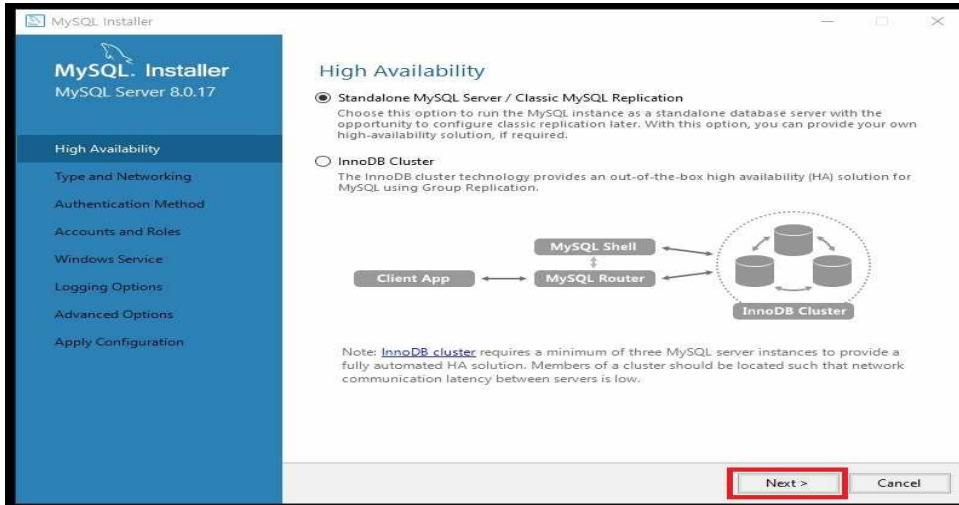 MySQL Installer
MySQL. Installer
MySQL Server 8.0.17
High Availability
Type and Networking
Authentication Method
Accounts and Roles
Windows Service
Logging Options
Advanced Options
Apply Configuration
High Availability
Standalone MySQL Server / Classic MySQL Replication
Choose this option to run the MySQL instance as a standalone database server with the
opportunity to configure classic replication later. With this option, you can provide your own
high-availability solution, if required.
InnoDB Cluster
The InnoDB cluster technology provides an out-of-the-box high availability (HA) solution for
MySQL using Group Replication.
MySQL Shell
Client App
MySQL Router
InnoDB Cluster
Note: InnoDB cluster requires a minimum of three MySQL server instances to provide a
fully automated HA solution. Members of a cluster should be located such that network
communication latency between servers is low.
Next >
Cancel